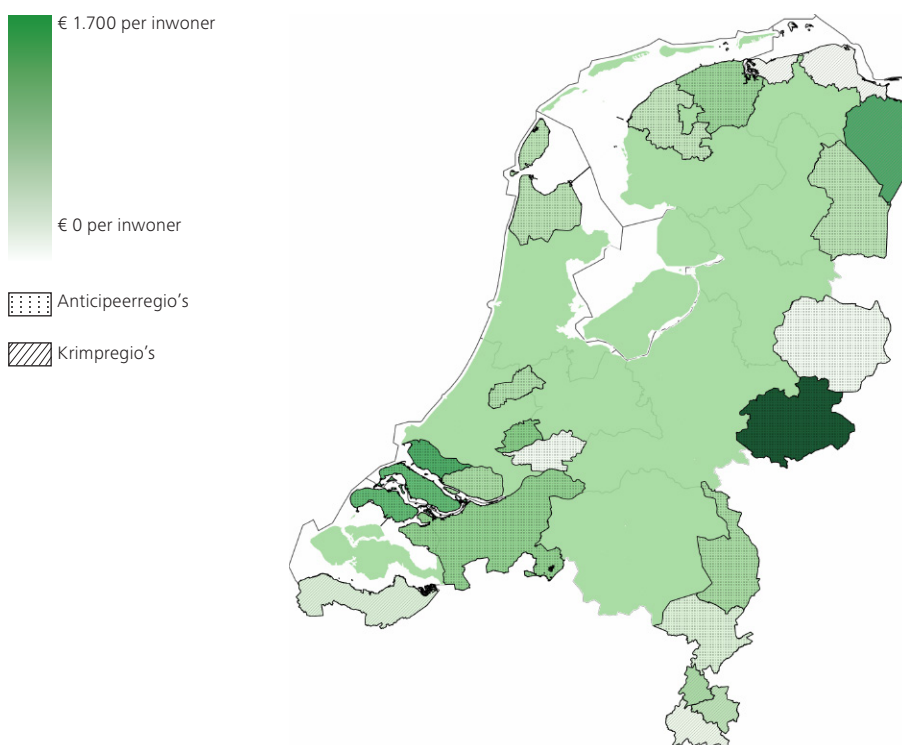 € 1.700 per inwoner
€ 0 per inwoner
Anticipeerregio's
Krimpregio's